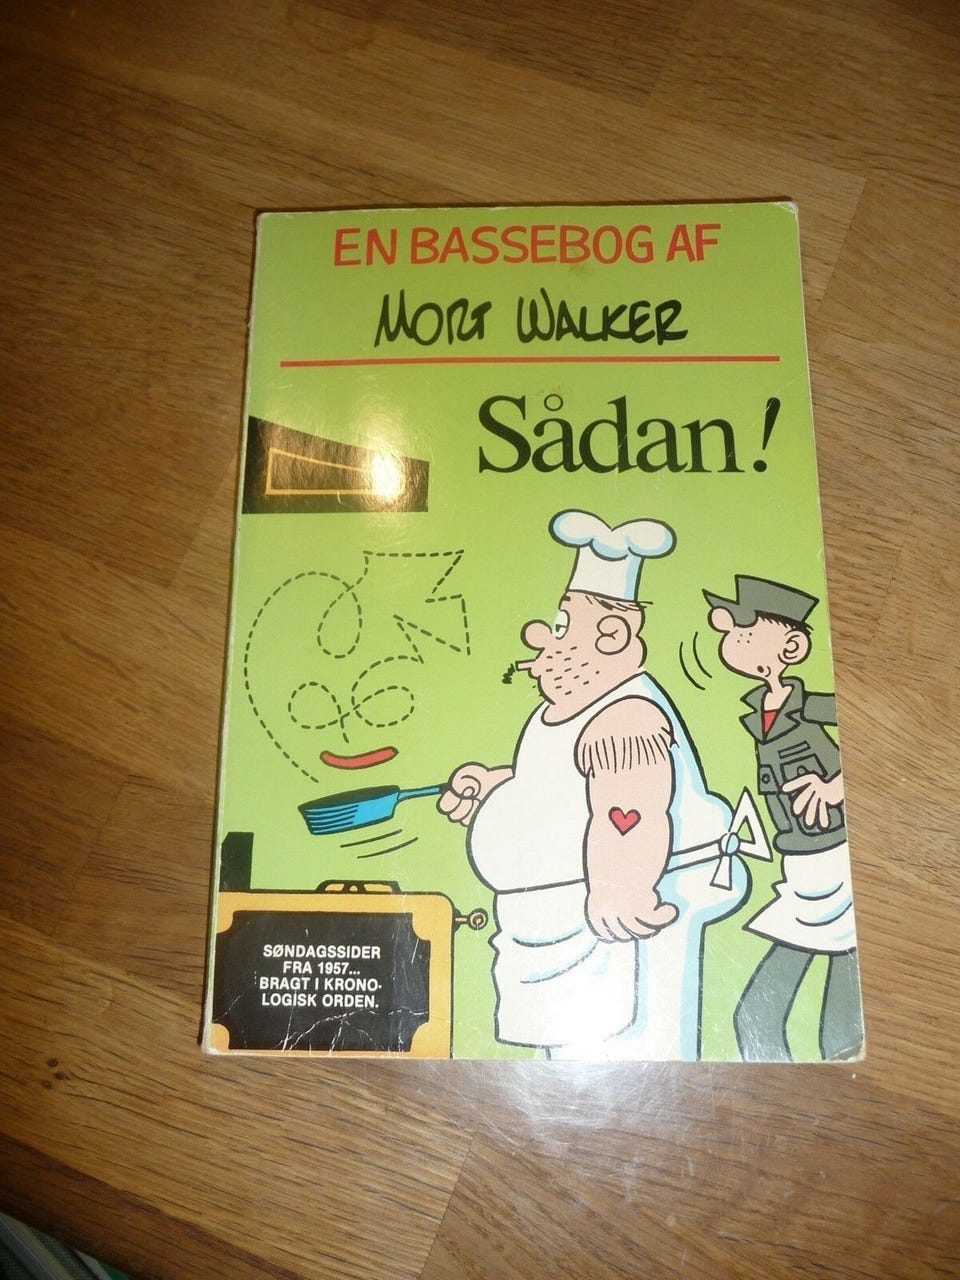 EN BASSEBOG AF
MORT WALKER
Sådan!
SØNDAGSSIDER
FRA 1957...
BRAGT I KRONO-
LOGISK ORDEN.